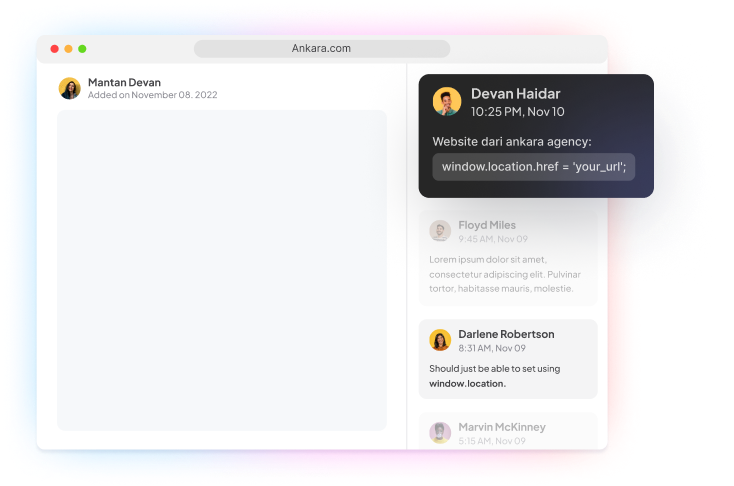 Ankara.com
Mantan Devan
Added on November 08. 2022
Devan Haidar
10:25 PM, Nov 10
Website dari ankara agency:
window.location.href = 'your_url';
Floyd Miles
9:45 AM, Nov 09
Lorem ipsum dolor sit amet,
consectetur adipiscing elit. Pulvinar
tortor, habitasse mauris, molestie.
Darlene Robertson
8:31 AM, Nov 09
Should just be able to set using
window.location.
Marvin McKinney
5:15 AM, Nov 09